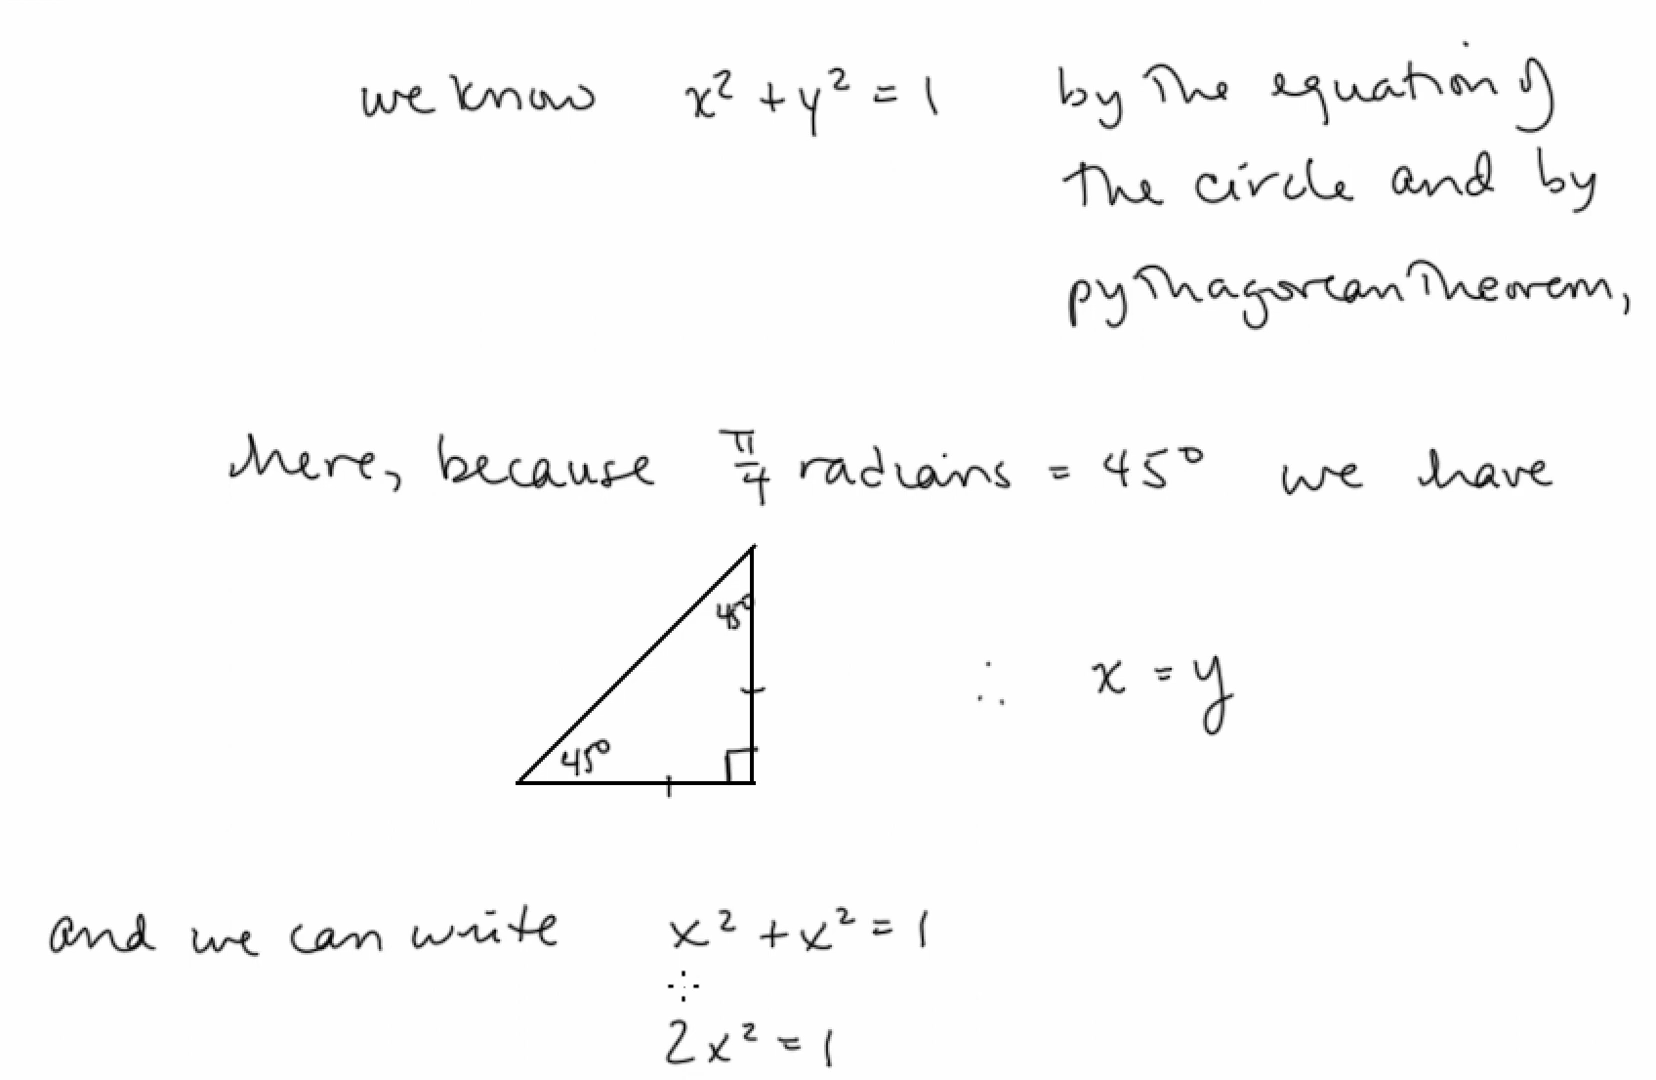 we know x² + y² = 1 by the equation of
the circle and by
pythagorean theorem,
here, because π/4 radians = 45° we have
45°
∴ x = y
45°
and we can write x² + x² = 1
2x² = 1